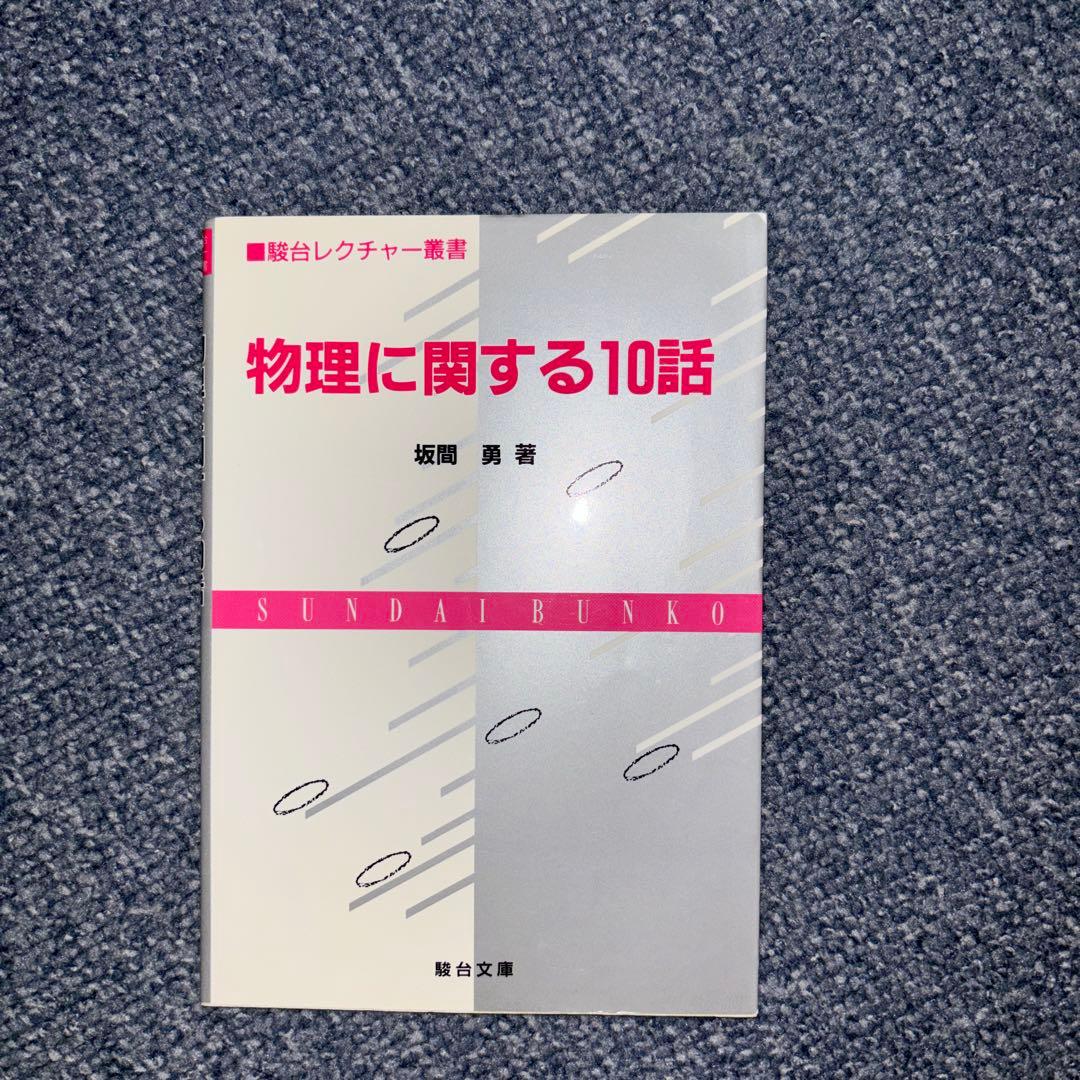 ■駿台レクチャー叢書
物理に関する10話
坂間 勇 著
SUNDAI BUNKO
駿台文庫